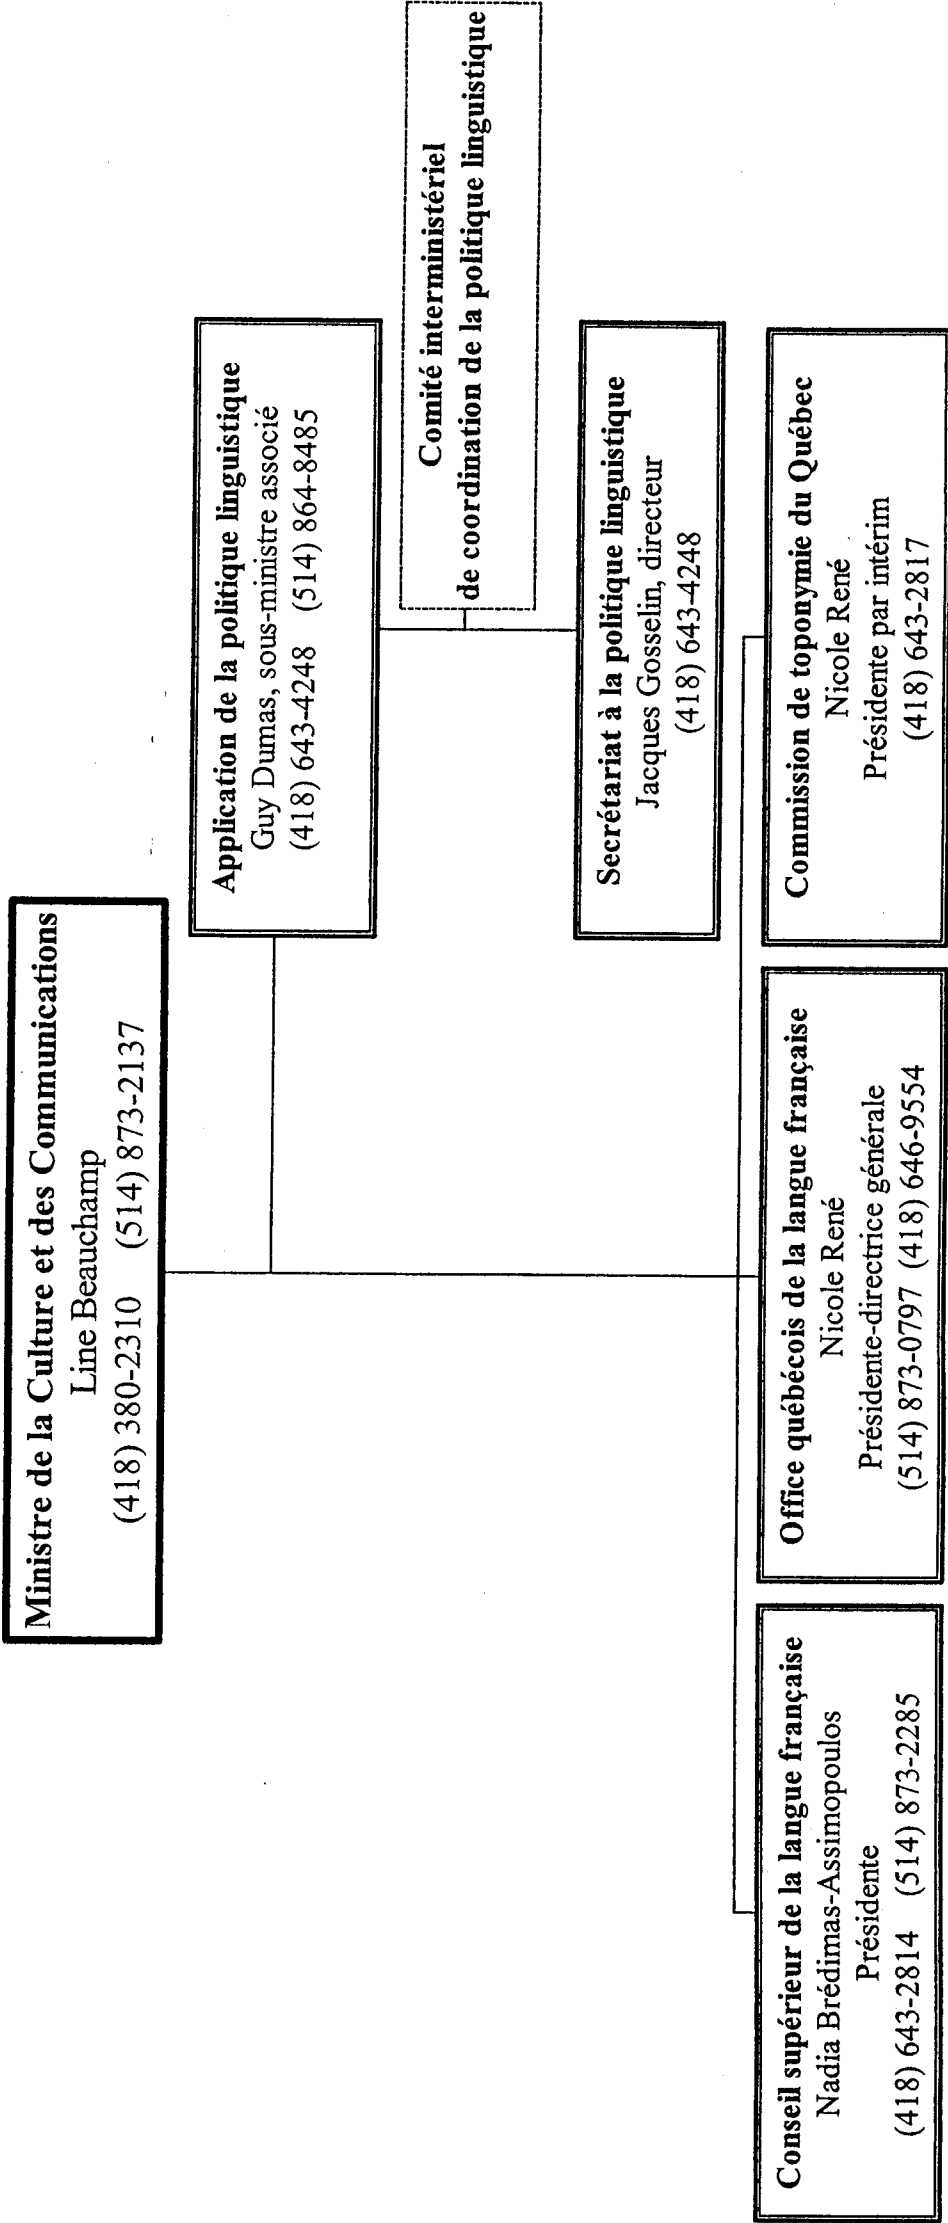 Ministre de la Culture et des Communications
Line Beauchamp
(418) 380-2310 (514) 873-2137
Application de la politique linguistique
Guy Dumas, sous-ministre associé
(418) 643-4248 (514) 864-8485
Comité interministériel
de coordination de la politique linguistique
Secrétariat à la politique linguistique
Jacques Gosselin, directeur
(418) 643-4248
Conseil supérieur de la langue française
Nadia Brédimas-Assimopoulos
Présidente
(418) 643-2814 (514) 873-2285
Office québécois de la langue française
Nicole René
Présidente-directrice générale
(514) 873-0797 (418) 646-9554
Commission de toponymie du Québec
Nicole René
Présidente par intérim
(418) 643-2817